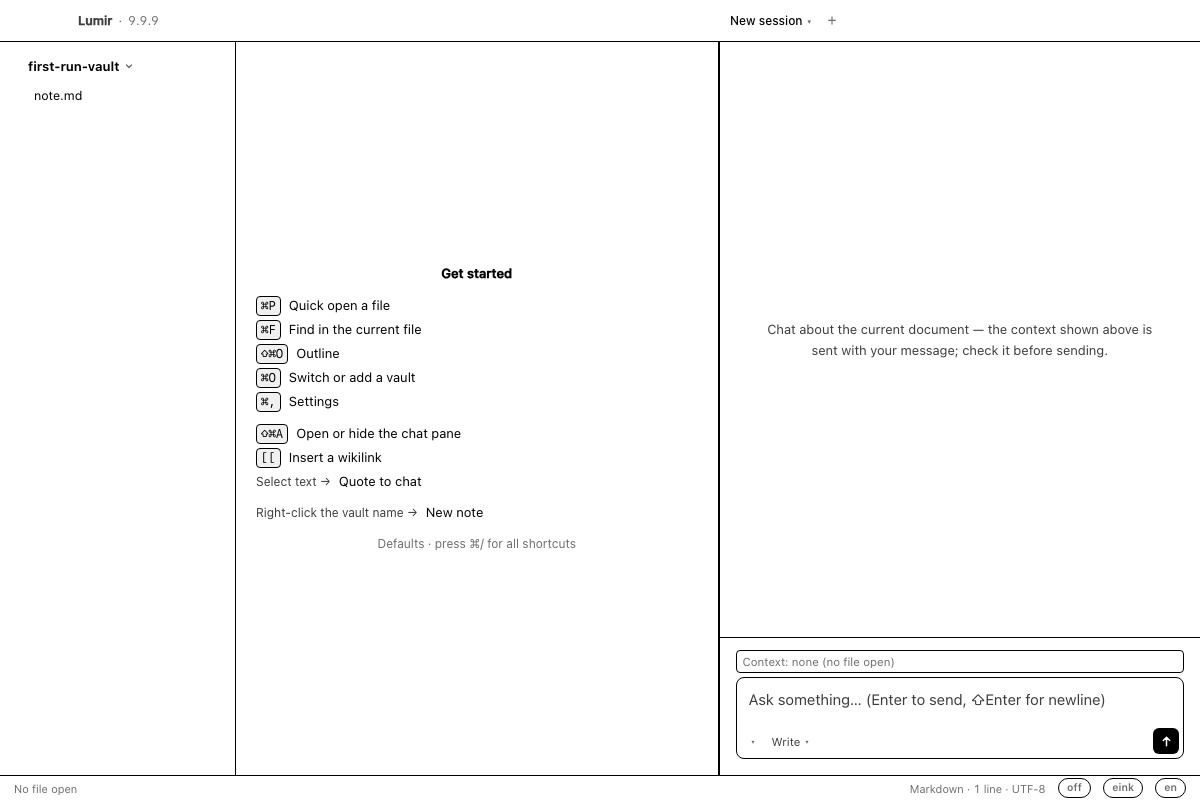 Lumir · 9.9.9
New session
+
first-run-vault
note.md
Get started
⌘P Quick open a file
⌘F Find in the current file
⇧⌘O Outline
⌘O Switch or add a vault
⌘, Settings
⇧⌘A Open or hide the chat pane
[[ Insert a wikilink
Select text → Quote to chat
Right-click the vault name → New note
Defaults · press ⌘/ for all shortcuts
Chat about the current document — the context shown above is
sent with your message; check it before sending.
Context: none (no file open)
Ask something... (Enter to send, ⇧Enter for newline)
Write
No file open
Markdown · 1 line · UTF-8 off eink en